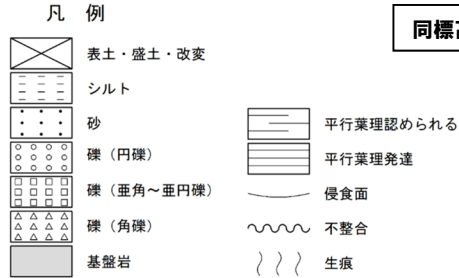 凡 例
同標高
表土・盛土・改変
シルト
砂
礫（円礫）
礫（亜角～亜円礫）
礫（角礫）
基盤岩
平行葉理認められる
平行葉理発達
侵食面
不整合
生痕